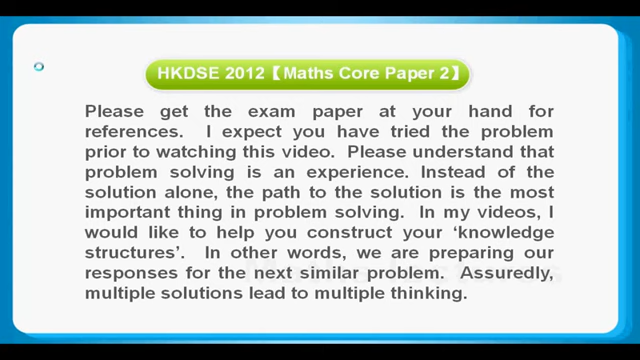 HKDSE 2012【Maths Core Paper 2】
Please get the exam paper at your hand for
references. I expect you have tried the problem
prior to watching this video. Please understand that
problem solving is an experience. Instead of the
solution alone, the path to the solution is the most
important thing in problem solving. In my videos, I
would like to help you construct your ‘knowledge
structures’. In other words, we are preparing our
responses for the next similar problem. Assuredly,
multiple solutions lead to multiple thinking.